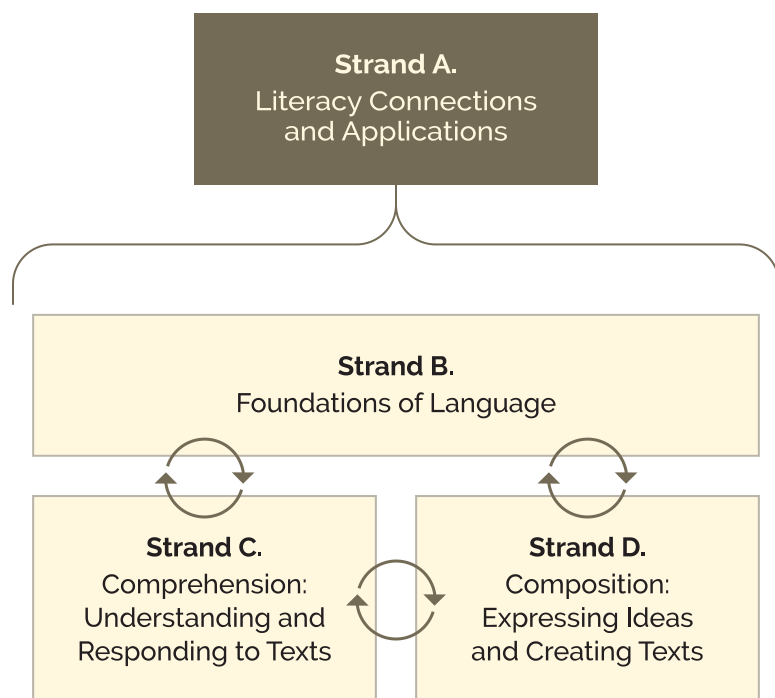 Strand A.
Literacy Connections
and Applications
Strand B.
Foundations of Language
Strand C.
Comprehension:
Understanding and
Responding to Texts
Strand D.
Composition:
Expressing Ideas
and Creating Texts